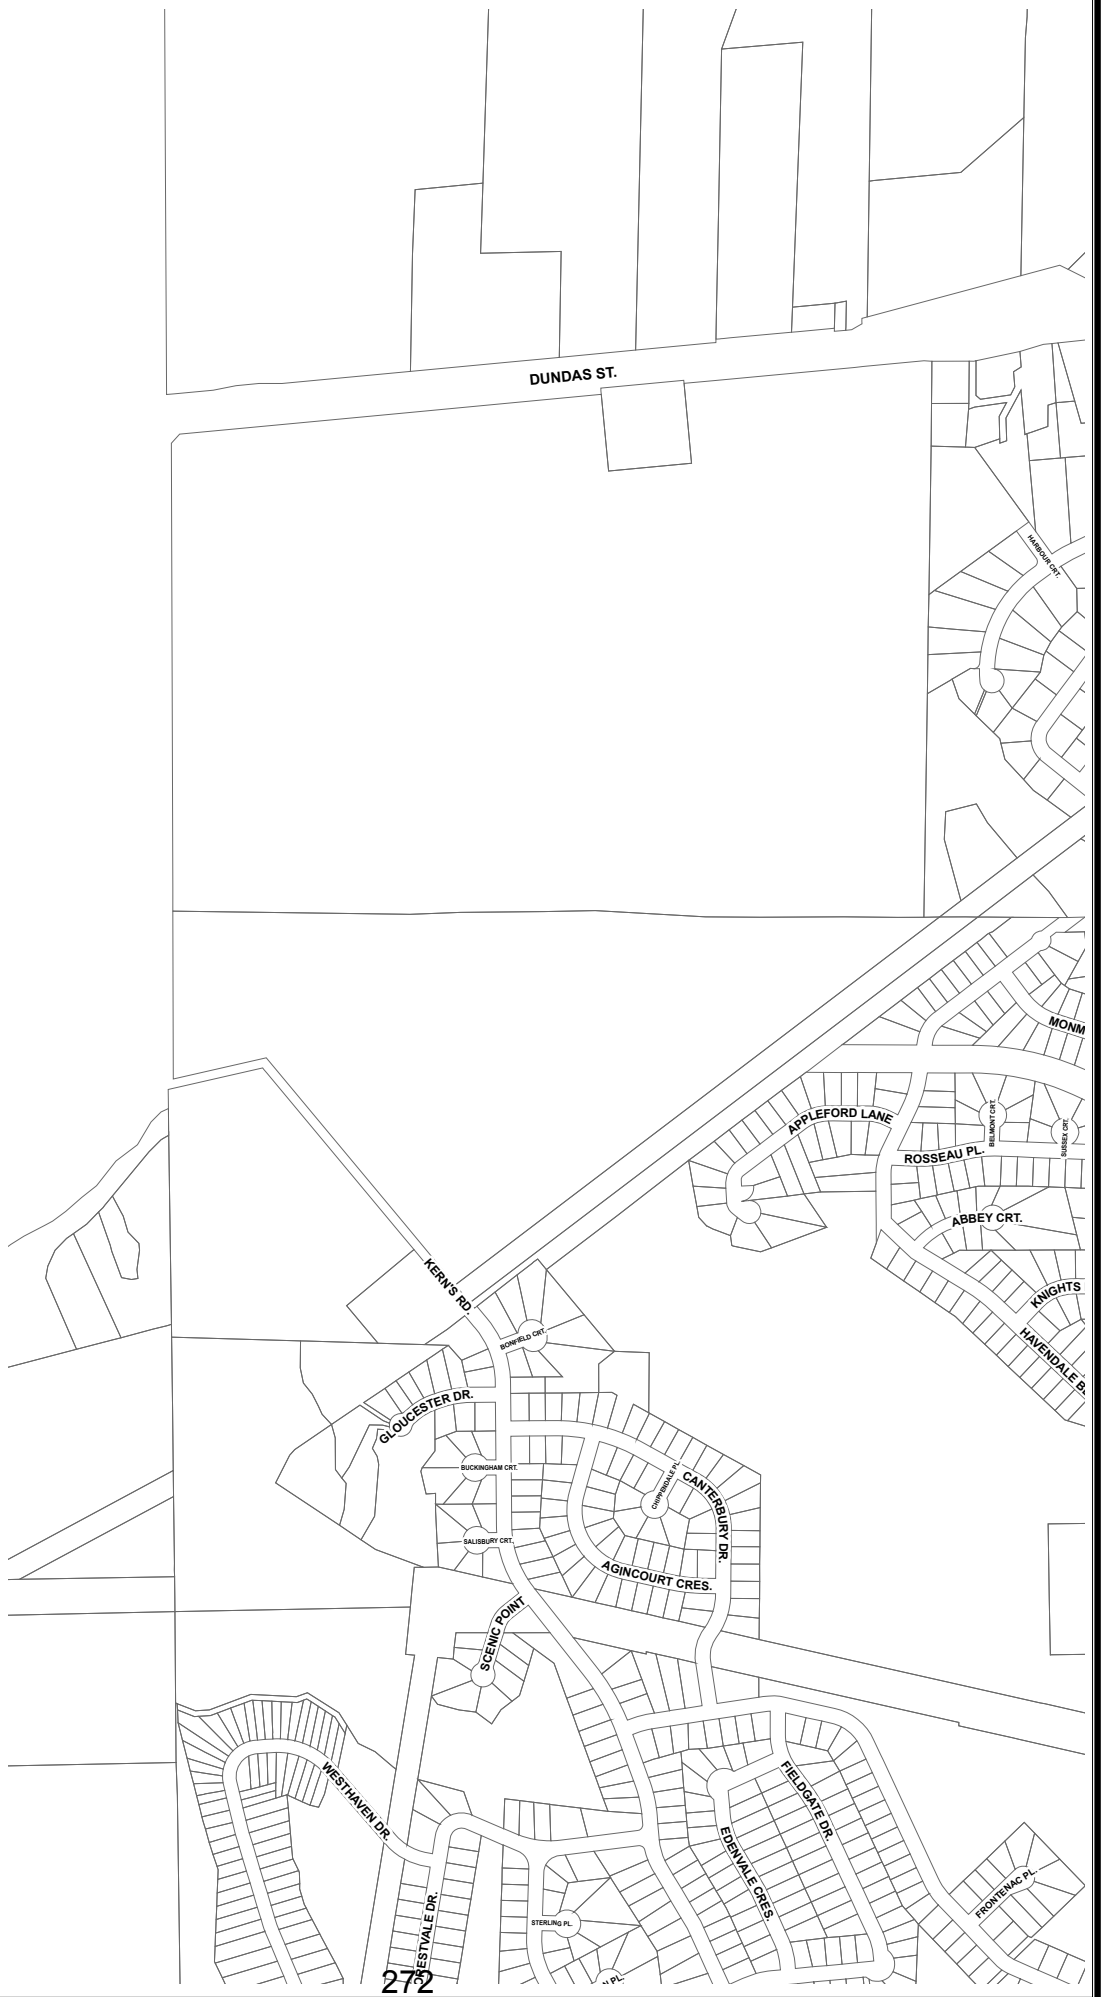 DUNDAS ST.
HARBOUR CRT.
MONM
APPLEFORD LANE
BELMONT CRT.
SUSSEX CRT.
ROSSEAU PL.
ABBEY CRT.
KERN'S RD.
KNIGHTS
BONFIELD CRT.
HAVENDALE B
GLOUCESTER DR.
BUCKINGHAM CRT.
CHIPPENDALE PL.
CANTERBURY DR.
SALISBURY CRT.
AGINCOURT CRES.
SCENIC POINT
WESTHAVEN DR.
FIELDGATE DR.
EDENVALE CRES.
FRONTENAC PL.
RESTVALE DR.
STERLING PL.
N PL.
272